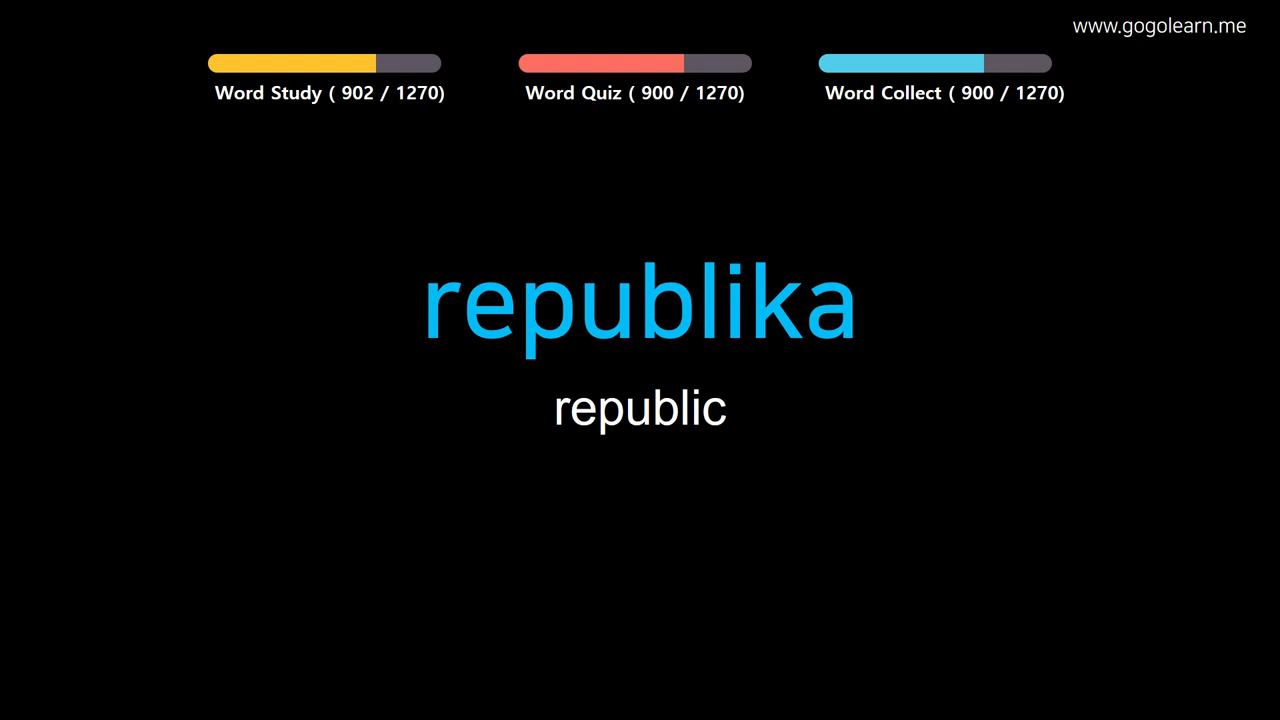 www.gogolearn.me
Word Study ( 902 / 1270)
Word Quiz ( 900 / 1270)
Word Collect ( 900 / 1270)
republika
republic